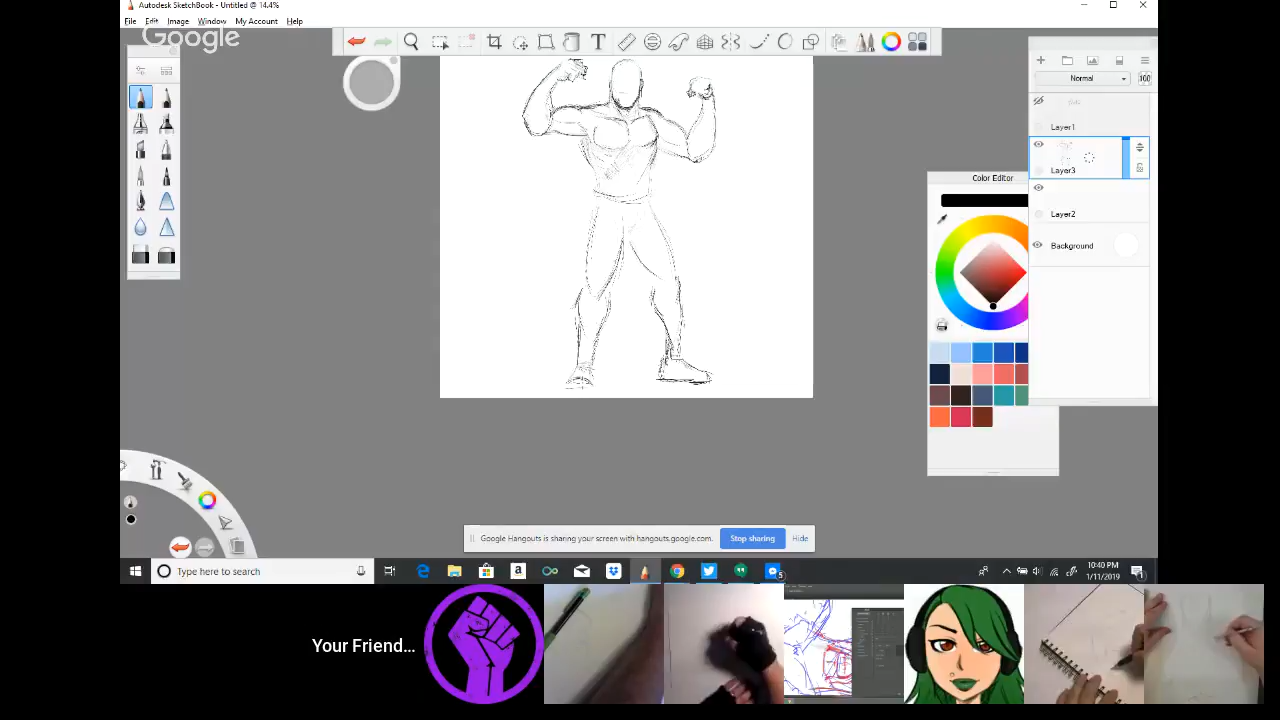 Autodesk SketchBook - Untitled @ 14.4%
File Edit Image Window My Account Help
Google
Normal
100
Layer1
Layer3
Layer2
Background
Color Editor
Google Hangouts is sharing your screen with hangouts.google.com.
Stop sharing
Hide
Type here to search
5
10:40 PM
1/11/2019
1
Your Friend...